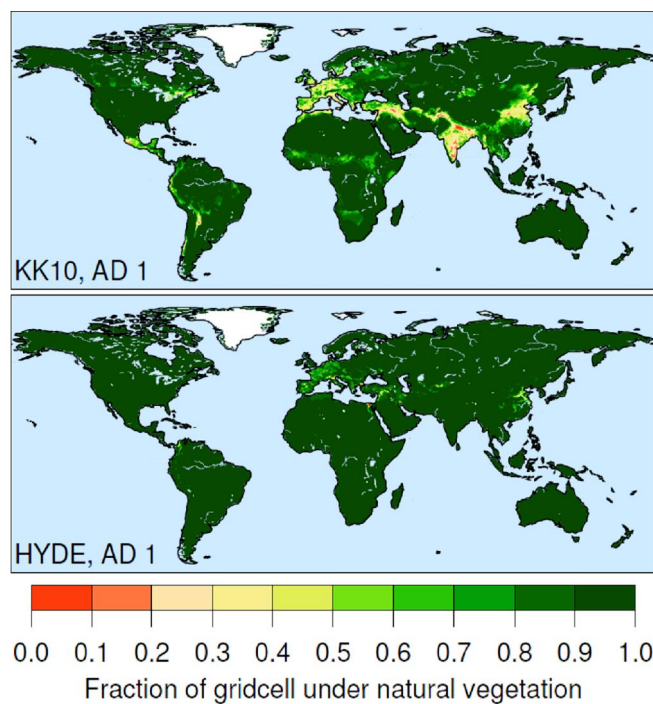 KK10, AD 1
HYDE, AD 1
0.0 0.1 0.2 0.3 0.4 0.5 0.6 0.7 0.8 0.9 1.0
Fraction of gridcell under natural vegetation